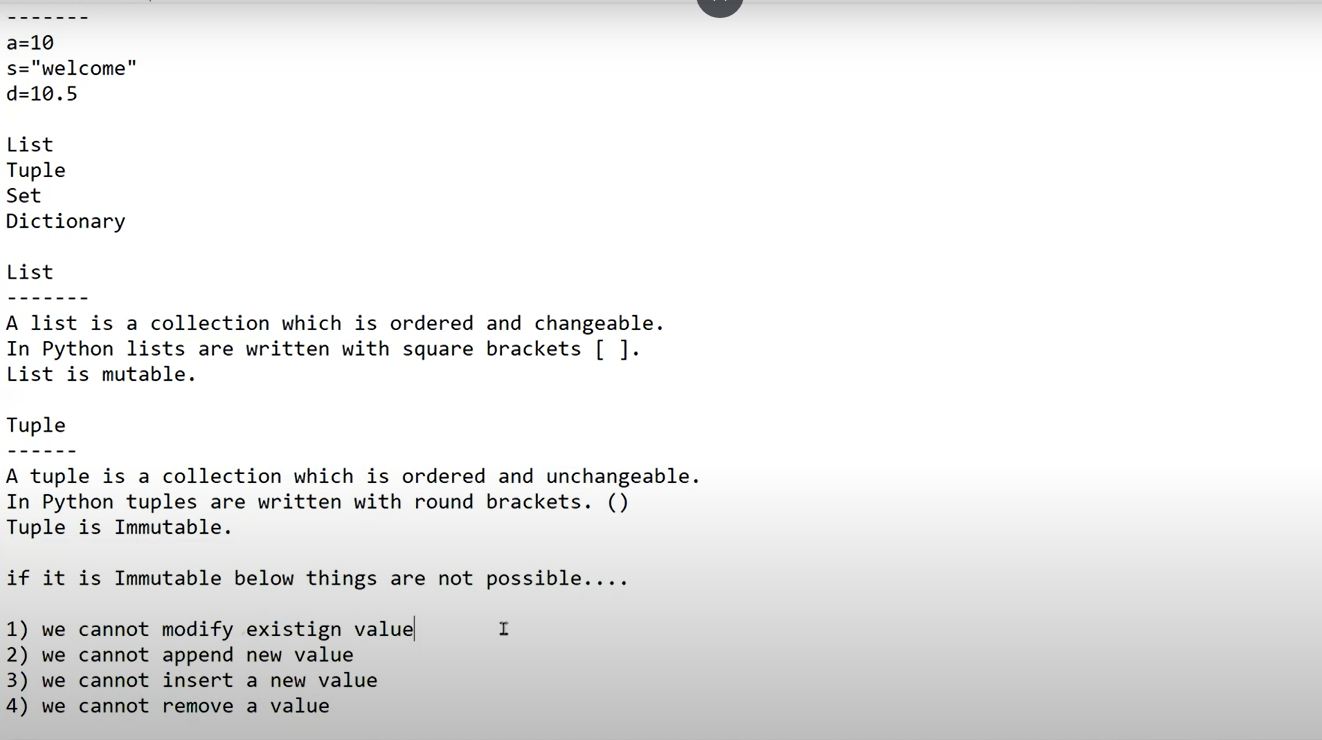 -------
a=10
s="welcome"
d=10.5
List
Tuple
Set
Dictionary
List
-------
A list is a collection which is ordered and changeable.
In Python lists are written with square brackets [ ].
List is mutable.
Tuple
------
A tuple is a collection which is ordered and unchangeable.
In Python tuples are written with round brackets. ()
Tuple is Immutable.
if it is Immutable below things are not possible....
1) we cannot modify existign value
2) we cannot append new value
3) we cannot insert a new value
4) we cannot remove a value